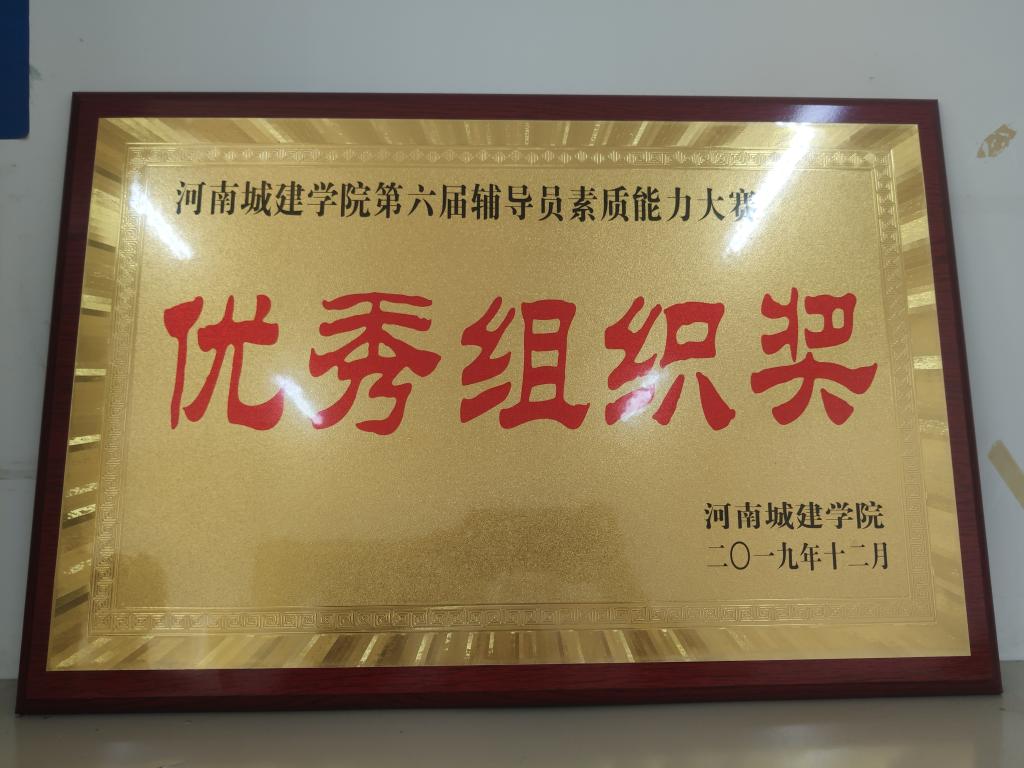 河南城建学院第六届辅导员素质能力大赛
优秀组织奖
河南城建学院
二〇一九年十二月